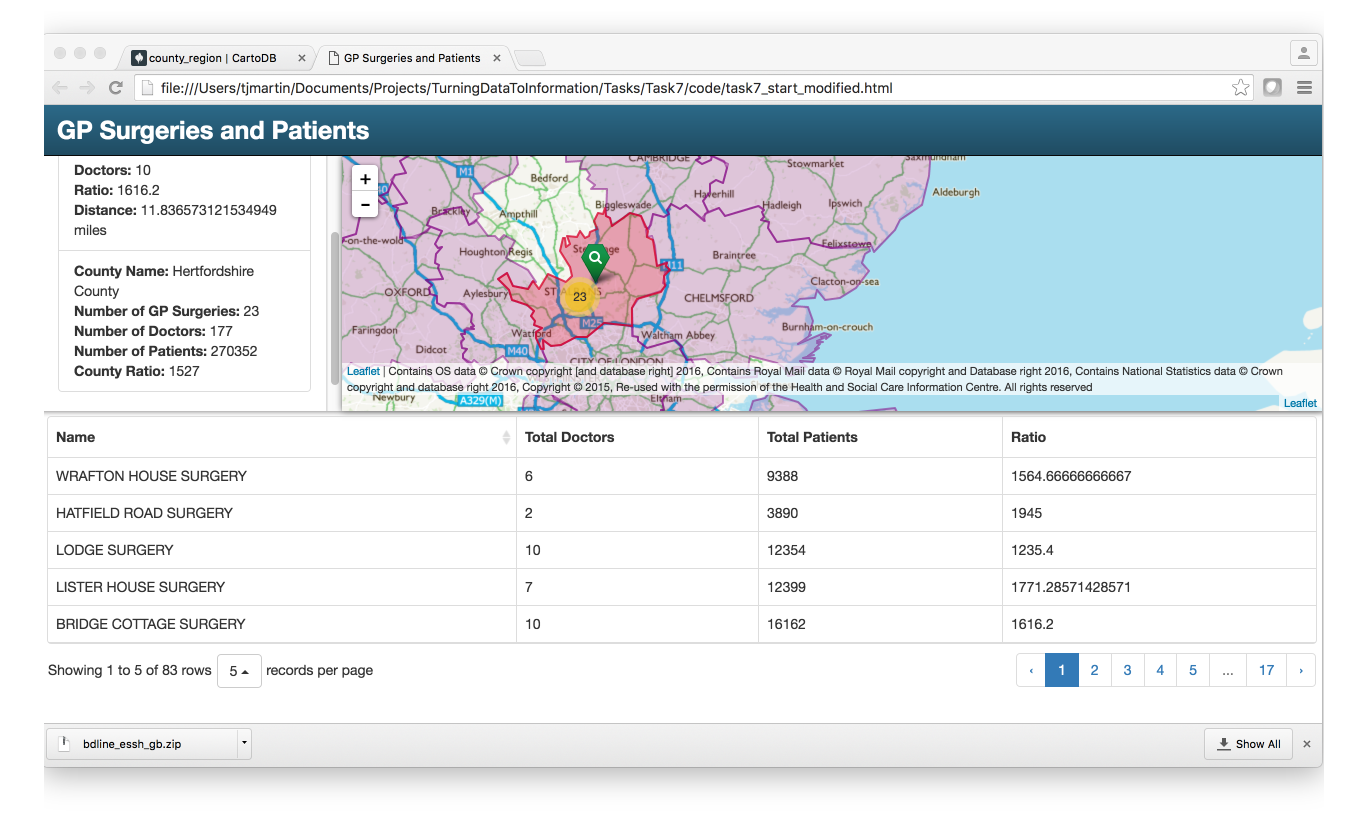 county_region | CartoDB
GP Surgeries and Patients
file:///Users/tjmartin/Documents/Projects/TurningDataToInformation/Tasks/Task7/code/task7_start_modified.html
GP Surgeries and Patients
Doctors: 10
Ratio: 1616.2
Distance: 11.836573121534949
miles
County Name: Hertfordshire
County
Number of GP Surgeries: 23
Number of Doctors: 177
Number of Patients: 270352
County Ratio: 1527
+
-
CAMBRIDGE
Stowmarket
Saxmundham
M1
Bedford
Aldeburgh
Haverhill
Hadleigh
Ipswich
Biggleswade
Brackley
Ampthill
-on-the-wold
Felixstowe
Houghton Regis
Braintree
M11
Clacton-on-sea
OXFORD
Aylesbury
23
CHELMSFORD
M25
Burnham-on-crouch
Faringdon
Watford
Waltham Abbey
Didcot
M40
CITY OF LONDON
Leaflet | Contains OS data © Crown copyright [and database right] 2016, Contains Royal Mail data © Royal Mail copyright and Database right 2016, Contains National Statistics data © Crown
copyright and database right 2016, Copyright © 2015, Re-used with the permission of the Health and Social Care Information Centre. All rights reserved
Newbury
A329(M)
Elsham
Leaflet
Name Total Doctors Total Patients Ratio
WRAFTON HOUSE SURGERY 6 9388 1564.66666666667
HATFIELD ROAD SURGERY 2 3890 1945
LODGE SURGERY 10 12354 1235.4
LISTER HOUSE SURGERY 7 12399 1771.28571428571
BRIDGE COTTAGE SURGERY 10 16162 1616.2
Showing 1 to 5 of 83 rows 5 records per page ‹ 1 2 3 4 5 ... 17 ›
bdline_essh_gb.zip
Show All